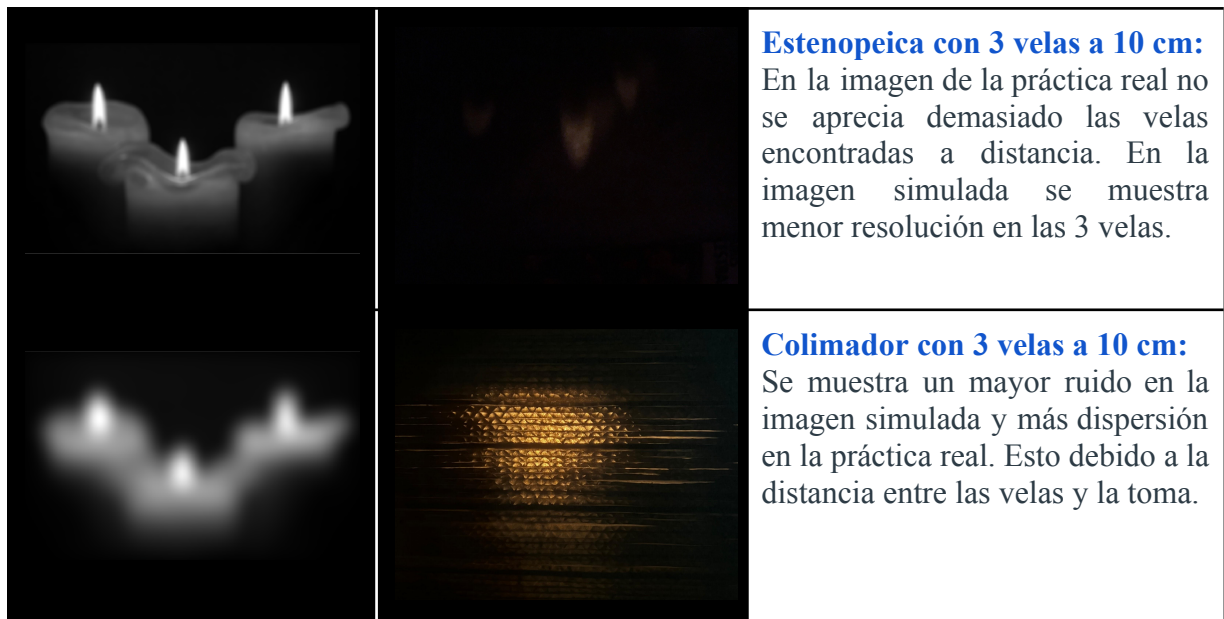 Estenopeica con 3 velas a 10 cm:
En la imagen de la práctica real no
se aprecia demasiado las velas
encontradas a distancia. En la
imagen simulada se muestra
menor resolución en las 3 velas.
Colimador con 3 velas a 10 cm:
Se muestra un mayor ruido en la
imagen simulada y más dispersión
en la práctica real. Esto debido a la
distancia entre las velas y la toma.